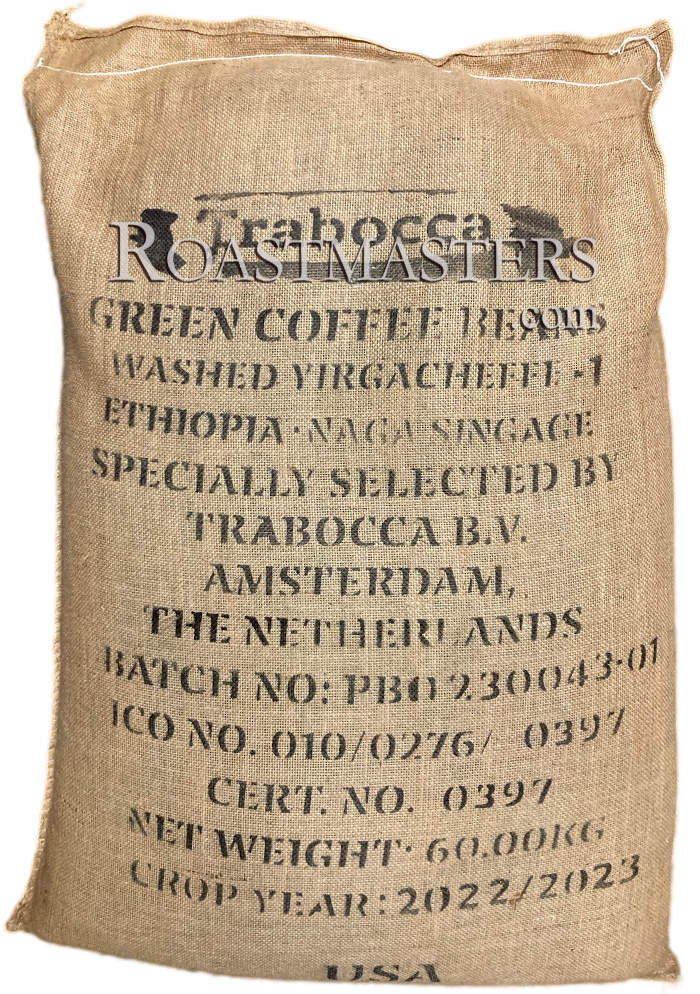 Trabocca
ROASTMASTERS
.com
GREEN COFFEE BEANS
WASHED YIRGACHEFFE -1
ETHIOPIA · NAGA SINGAGE
SPECIALLY SELECTED BY
TRABOCCA B.V.
AMSTERDAM,
THE NETHERLANDS
BATCH NO: PB0230043-01
ICO NO. 010/0276/ 0397
CERT. NO. 0397
NET WEIGHT· 60.00KG
CROP YEAR: 2022/2023
USA